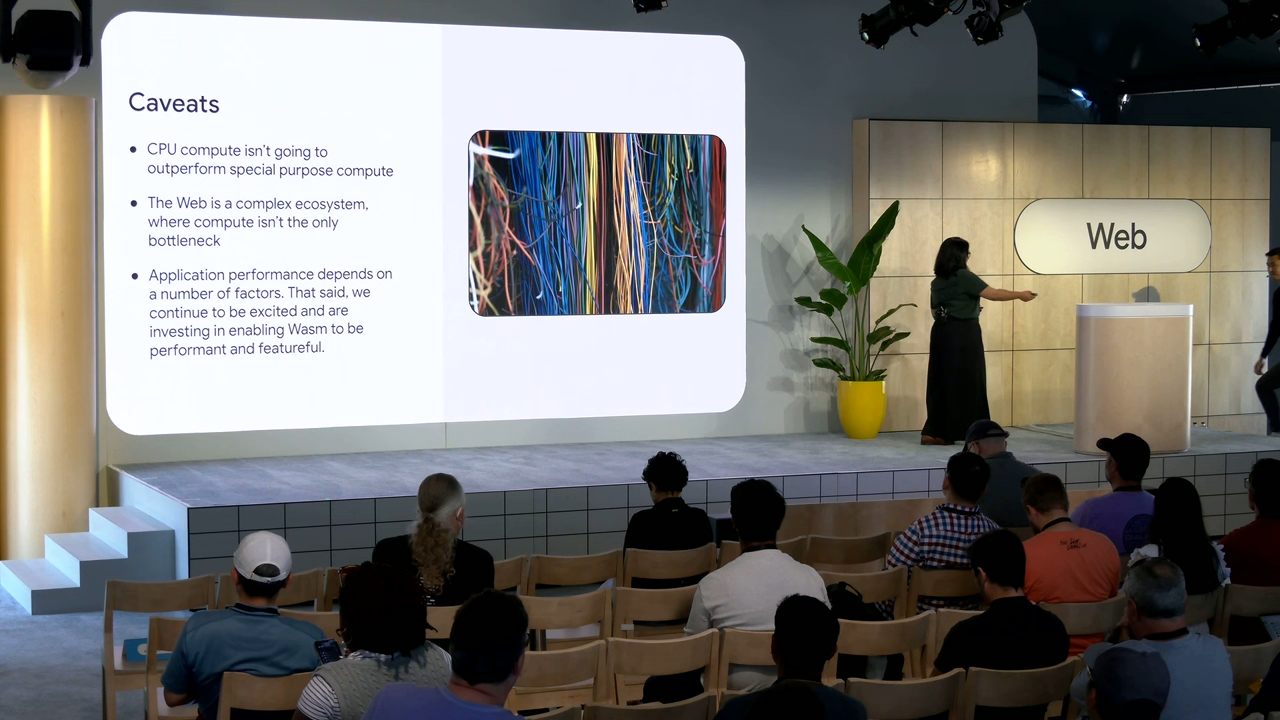 Caveats
• CPU compute isn't going to
outperform special purpose compute
• The Web is a complex ecosystem,
where compute isn't the only
bottleneck
• Application performance depends on
a number of factors. That said, we
continue to be excited and are
investing in enabling Wasm to be
performant and featureful.
Web